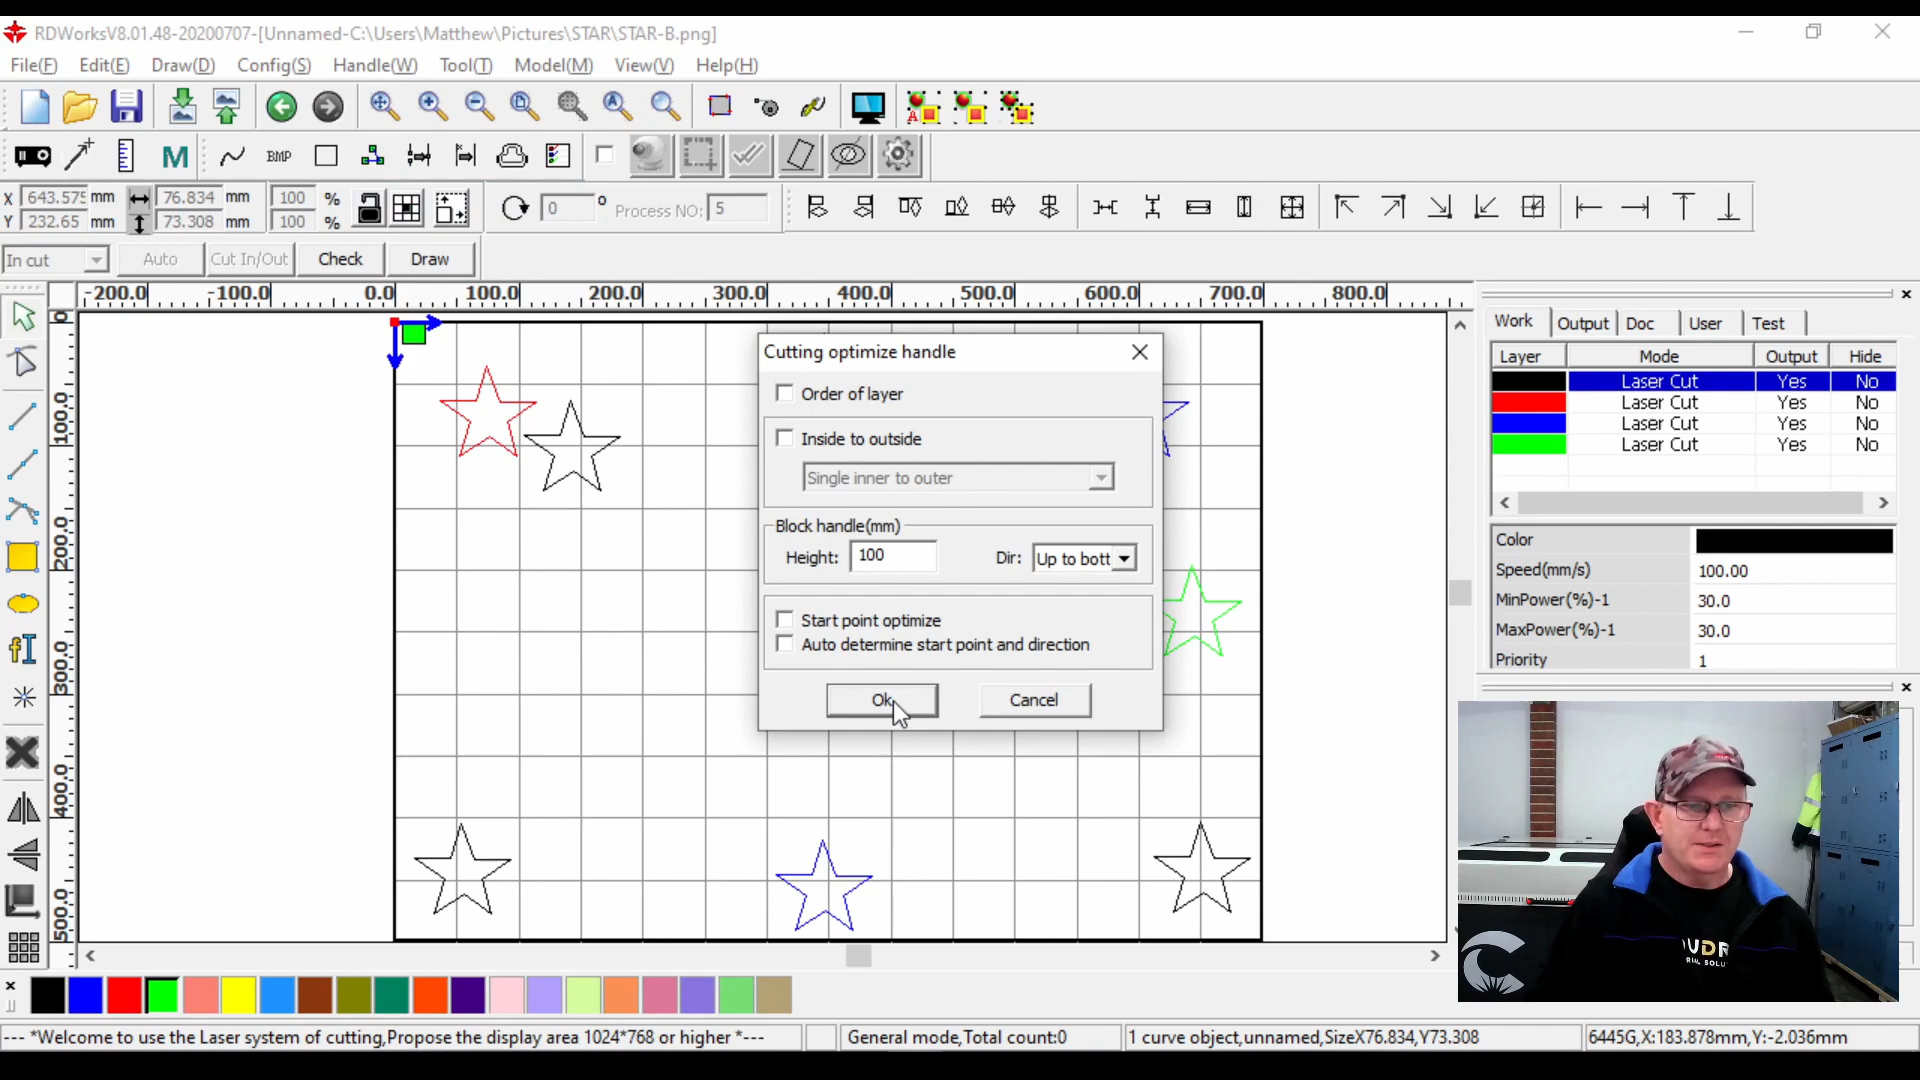 RDWorksV8.01.48-20200707-[Unnamed-C:\Users\Matthew\Pictures\STAR\STAR-B.png]
File(F) Edit(E) Draw(D) Config(S) Handle(W) Tool(T) Model(M) View(V) Help(H)
M BMP
X 643.575 mm 76.834 mm 100 %
Y 232.65 mm 73.308 mm 100 %
0 ° Process NO: 5
In cut Auto Cut In/Out Check Draw
-200.0 -100.0 0.0 100.0 200.0 300.0 400.0 500.0 600.0 700.0 800.0
0
100.0
200.0
300.0
400.0
500.0
Cutting optimize handle
Order of layer
Inside to outside
Single inner to outer
Block handle(mm)
Height: 100 Dir: Up to bott
Start point optimize
Auto determine start point and direction
Ok Cancel
Work Output Doc User Test
Layer Mode Output Hide
Laser Cut Yes No
Laser Cut Yes No
Laser Cut Yes No
Laser Cut Yes No
Color
Speed(mm/s) 100.00
MinPower(%)-1 30.0
MaxPower(%)-1 30.0
Priority 1
--- *Welcome to use the Laser system of cutting,Propose the display area 1024*768 or higher *---
General mode,Total count:0
1 curve object,unnamed,SizeX76.834,Y73.308
6445G,X:183.878mm,Y:-2.036mm